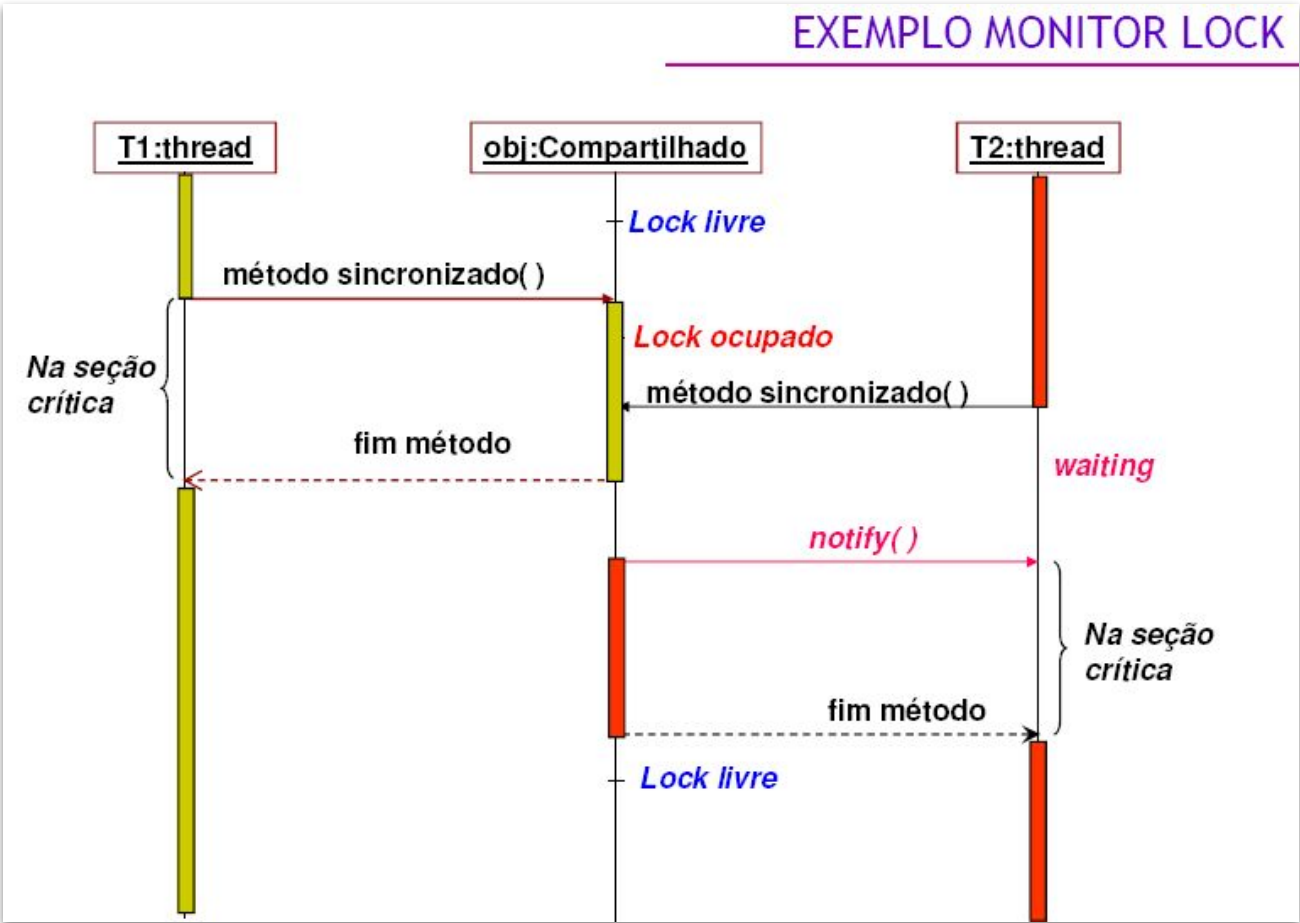 EXEMPLO MONITOR LOCK
T1:thread
obj:Compartilhado
T2:thread
Lock livre
método sincronizado( )
Lock ocupado
Na seção
crítica
método sincronizado( )
fim método
waiting
notify( )
Na seção
crítica
fim método
Lock livre